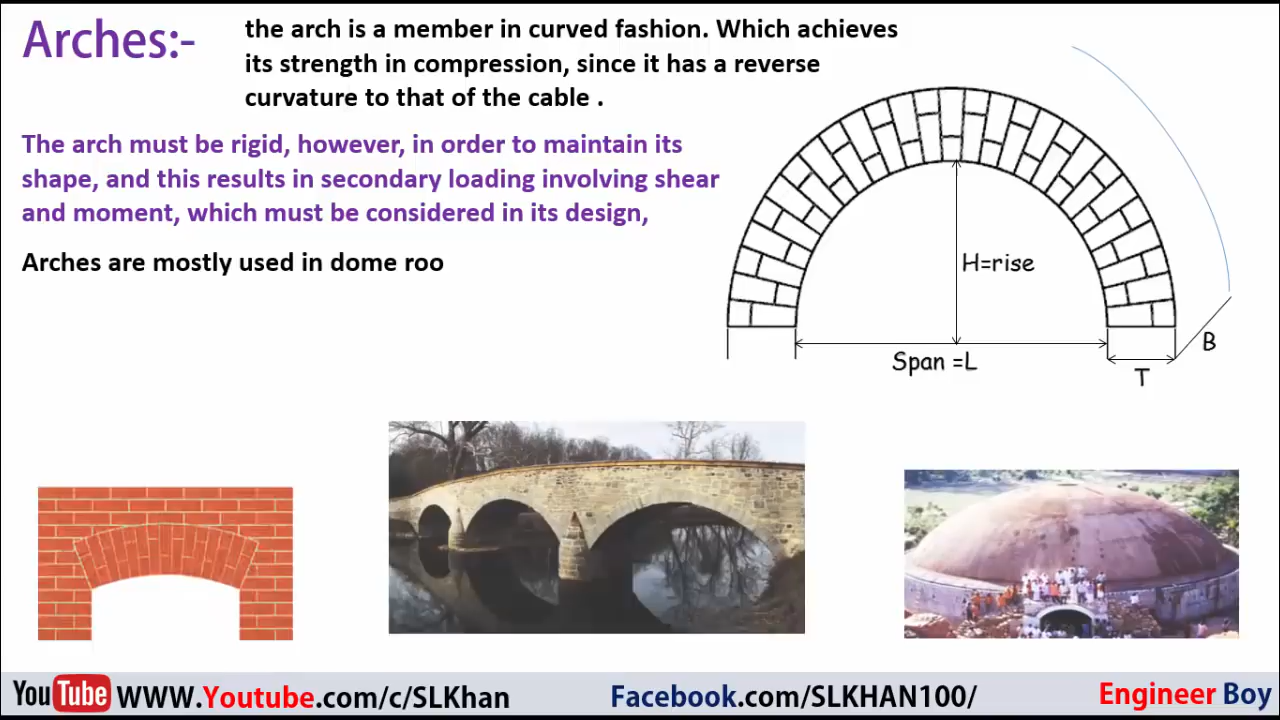 Arches:-
the arch is a member in curved fashion. Which achieves
its strength in compression, since it has a reverse
curvature to that of the cable .
The arch must be rigid, however, in order to maintain its
shape, and this results in secondary loading involving shear
and moment, which must be considered in its design,
Arches are mostly used in dome roo
H=rise
Span =L
T
B
YouTube WWW.Youtube.com/c/SLKhan
Facebook.com/SLKHAN100/
Engineer Boy